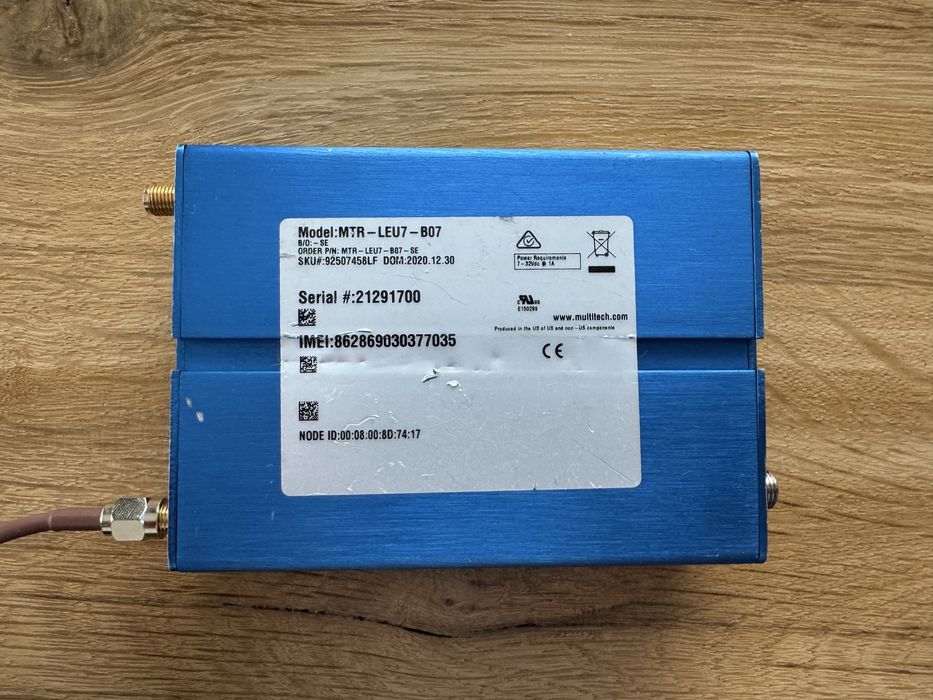 Model:MTR-LEU7-B07
B/O:-SE
ORDER P/N: MTR-LEU7-B07-SE
SKU#:92507458LF DOM:2020.12.30
Power Requirements
7-32Vdc @ 1A
Serial #:21291700
c UL us
E150299
www.multitech.com
Produced in the US of US and non-US components
IMEI:862869030377035
CE
NODE ID:00:08:00:8D:74:17